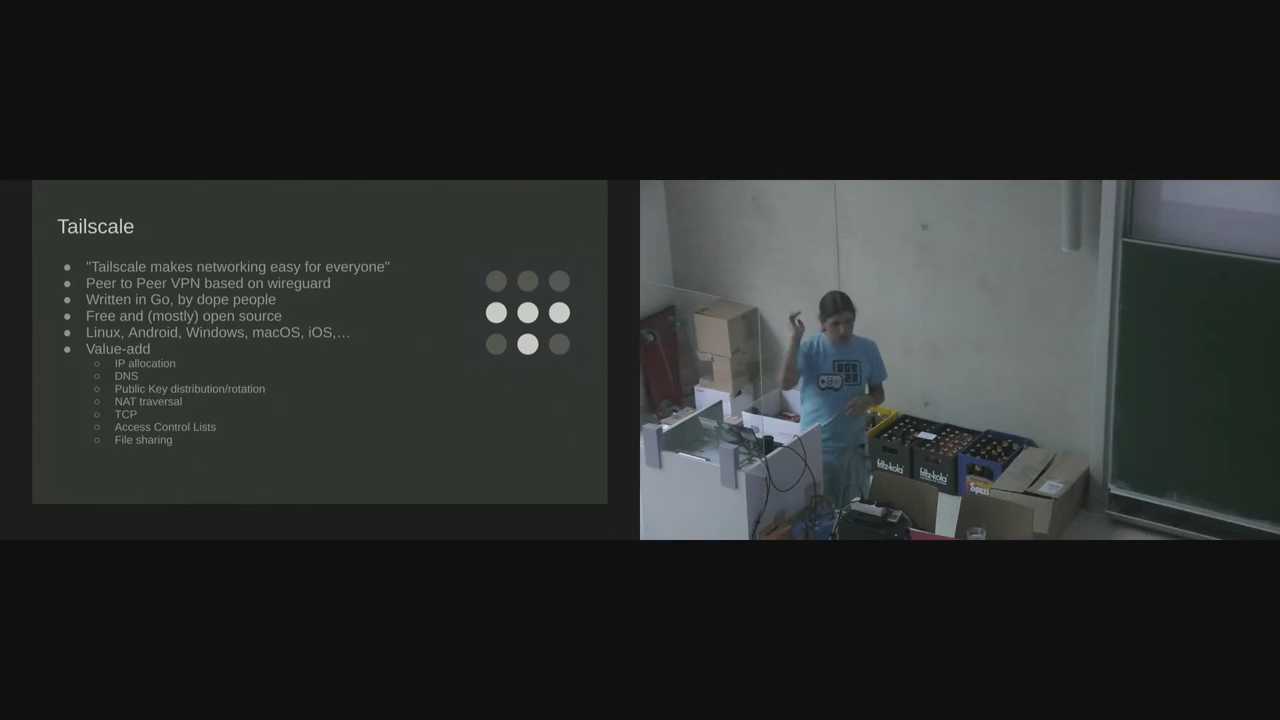 Tailscale
● "Tailscale makes networking easy for everyone"
● Peer to Peer VPN based on wireguard
● Written in Go, by dope people
● Free and (mostly) open source
● Linux, Android, Windows, macOS, iOS,…
● Value-add
○ IP allocation
○ DNS
○ Public Key distribution/rotation
○ NAT traversal
○ TCP
○ Access Control Lists
○ File sharing
fritz-kola
fritz-kola
Spezi